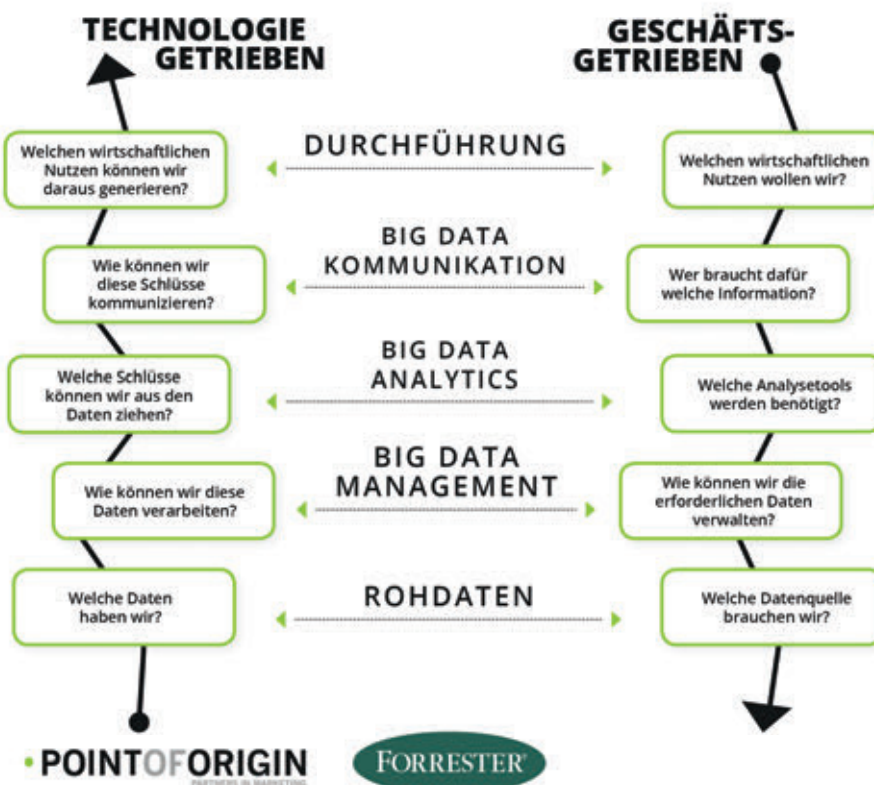 TECHNOLOGIE
GETRIEBEN
GESCHÄFTS-
GETRIEBEN
Welchen wirtschaftlichen
Nutzen können wir
daraus generieren?
DURCHFÜHRUNG
Welchen wirtschaftlichen
Nutzen wollen wir?
Wie können wir
diese Schlüsse
kommunizieren?
BIG DATA
KOMMUNIKATION
Wer braucht dafür
welche Information?
Welche Schlüsse
können wir aus den
Daten ziehen?
BIG DATA
ANALYTICS
Welche Analysetools
werden benötigt?
Wie können wir diese
Daten verarbeiten?
BIG DATA
MANAGEMENT
Wie können wir die
erforderlichen Daten
verwalten?
Welche Daten
haben wir?
ROHDATEN
Welche Datenquelle
brauchen wir?
POINTOFORIGIN
PARTNERS IN MARKETING
FORRESTER®